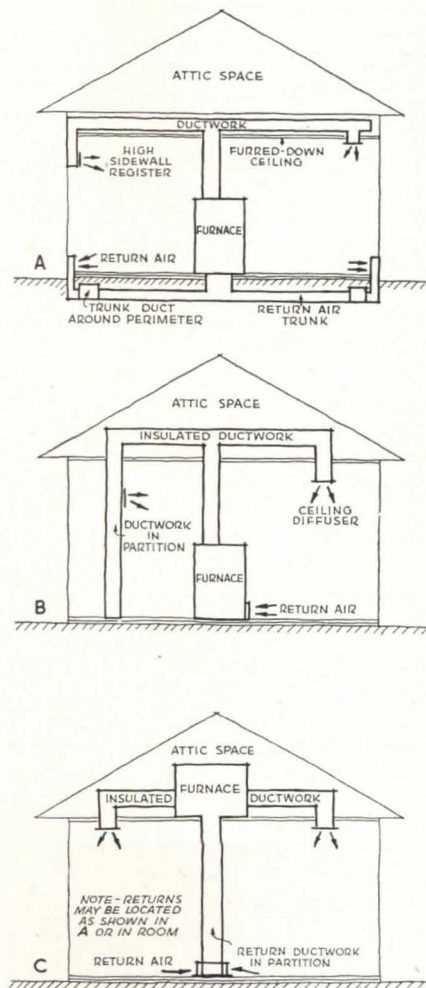 ATTIC SPACE
DUCTWORK
HIGH
SIDEWALL
REGISTER
FURRED-DOWN
CEILING
FURNACE
RETURN AIR
A
TRUNK DUCT
AROUND PERIMETER
RETURN AIR
TRUNK
ATTIC SPACE
INSULATED DUCTWORK
DUCTWORK
IN
PARTITION
CEILING
DIFFUSER
FURNACE
RETURN AIR
B
ATTIC SPACE
FURNACE
INSULATED
DUCTWORK
NOTE-RETURNS
MAY BE LOCATED
AS SHOWN IN
A OR IN ROOM
RETURN DUCTWORK
IN PARTITION
RETURN AIR
C